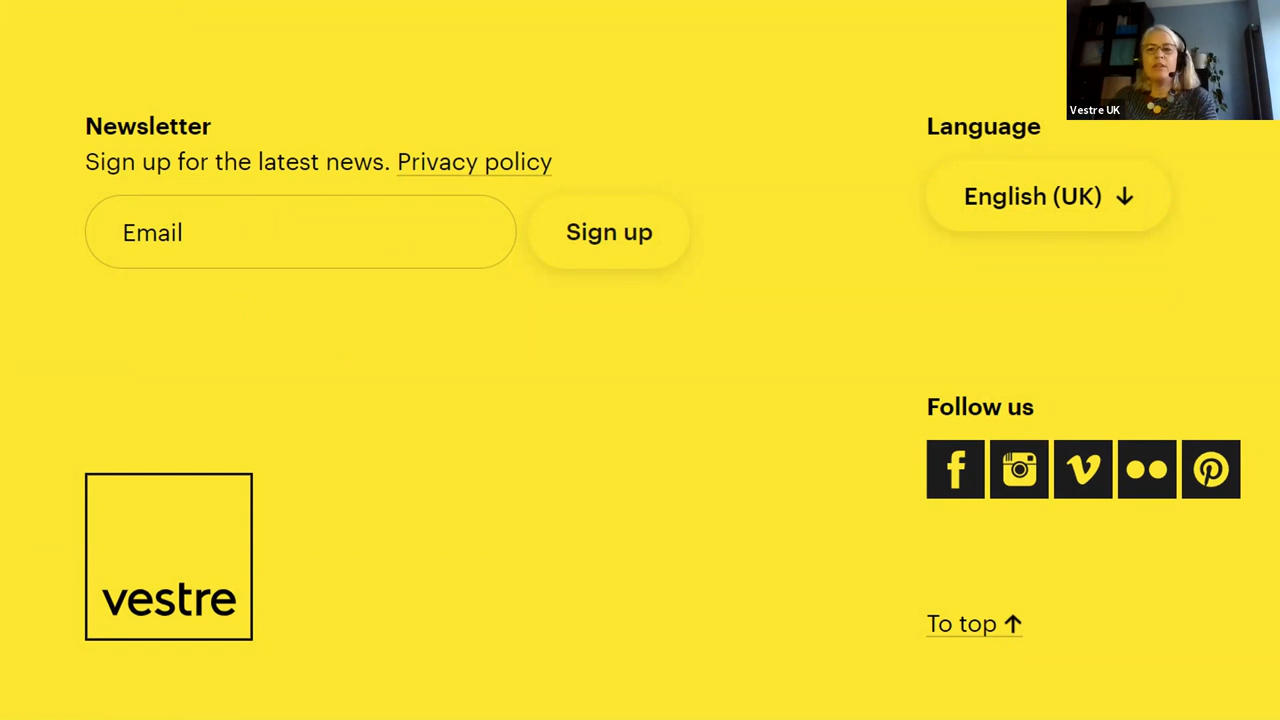 Vestre UK
Newsletter
Sign up for the latest news. Privacy policy
Email
Sign up
Language
English (UK) ↓
Follow us
vestre
To top ↑